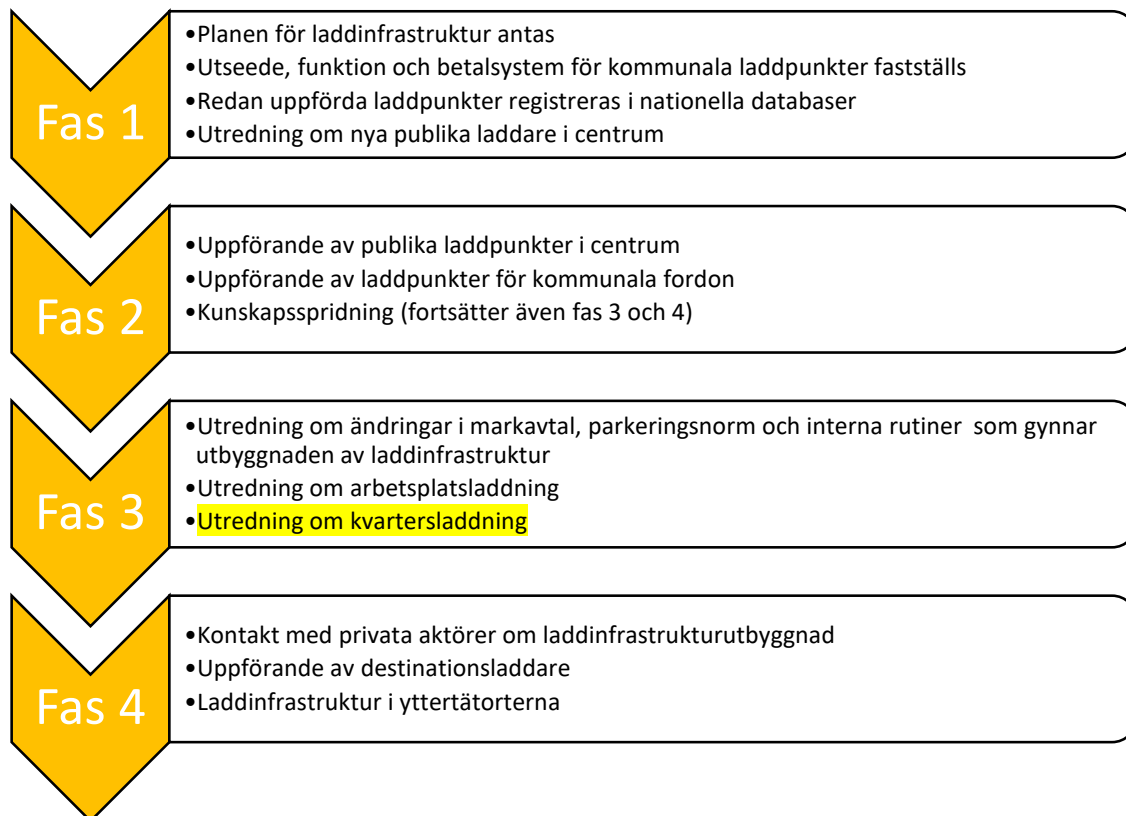 Fas 1
•Planen för laddinfrastruktur antas
•Utseede, funktion och betalsystem för kommunala laddpunkter fastställs
•Redan uppförda laddpunkter registreras i nationella databaser
•Utredning om nya publika laddare i centrum
Fas 2
•Uppförande av publika laddpunkter i centrum
•Uppförande av laddpunkter för kommunala fordon
•Kunskapsspridning (fortsätter även fas 3 och 4)
Fas 3
•Utredning om ändringar i markavtal, parkeringsnorm och interna rutiner som gynnar
utbyggnaden av laddinfrastruktur
•Utredning om arbetsplatsladdning
•Utredning om kvartersladdning
Fas 4
•Kontakt med privata aktörer om laddinfrastrukturutbyggnad
•Uppförande av destinationsladdare
•Laddinfrastruktur i yttertätorterna